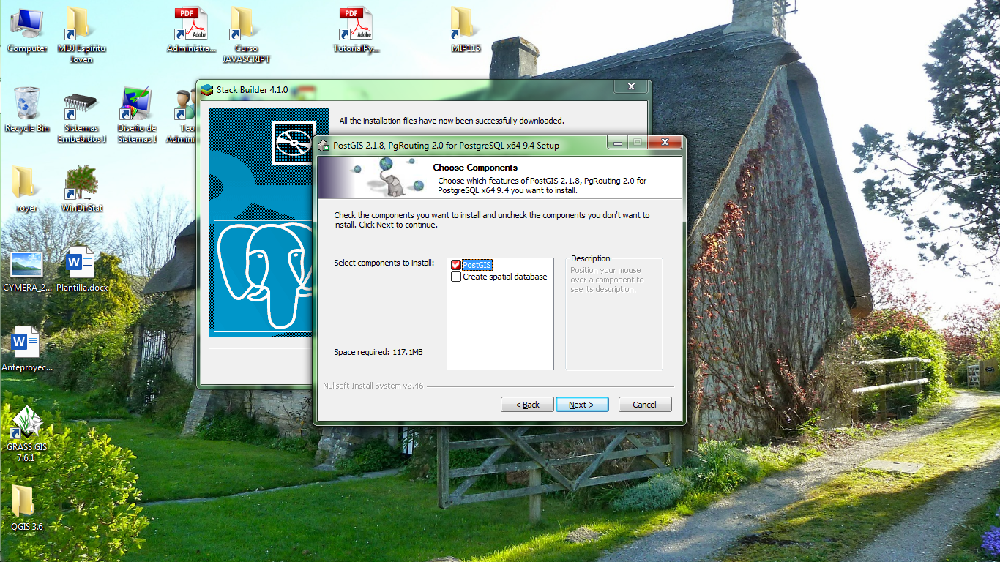 Computer
MDJ Espíritu
Joven
Administra...
Curso
JAVASCRIPT
TutorialPy...
MIP115
Recycle Bin
Sistemas
Embebidos I
Diseño de
Sistemas I
Teo
Admini
royer
WinDirStat
CYMERA_2...
Plantilla.docx
Anteproyec...
GRASS GIS
7.6.1
QGIS 3.6
PDF
Adobe
PDF
Adobe
Stack Builder 4.1.0
All the installation files have now been successfully downloaded.
PostGIS 2.1.8, PgRouting 2.0 for PostgreSQL x64 9.4 Setup
Choose Components
Choose which features of PostGIS 2.1.8, PgRouting 2.0 for
PostgreSQL x64 9.4 you want to install.
Check the components you want to install and uncheck the components you don't want to
install. Click Next to continue.
Select components to install:
PostGIS
Create spatial database
Description
Position your mouse
over a component to
see its description.
Space required: 117.1MB
Nullsoft Install System v2.46
< Back
Next >
Cancel